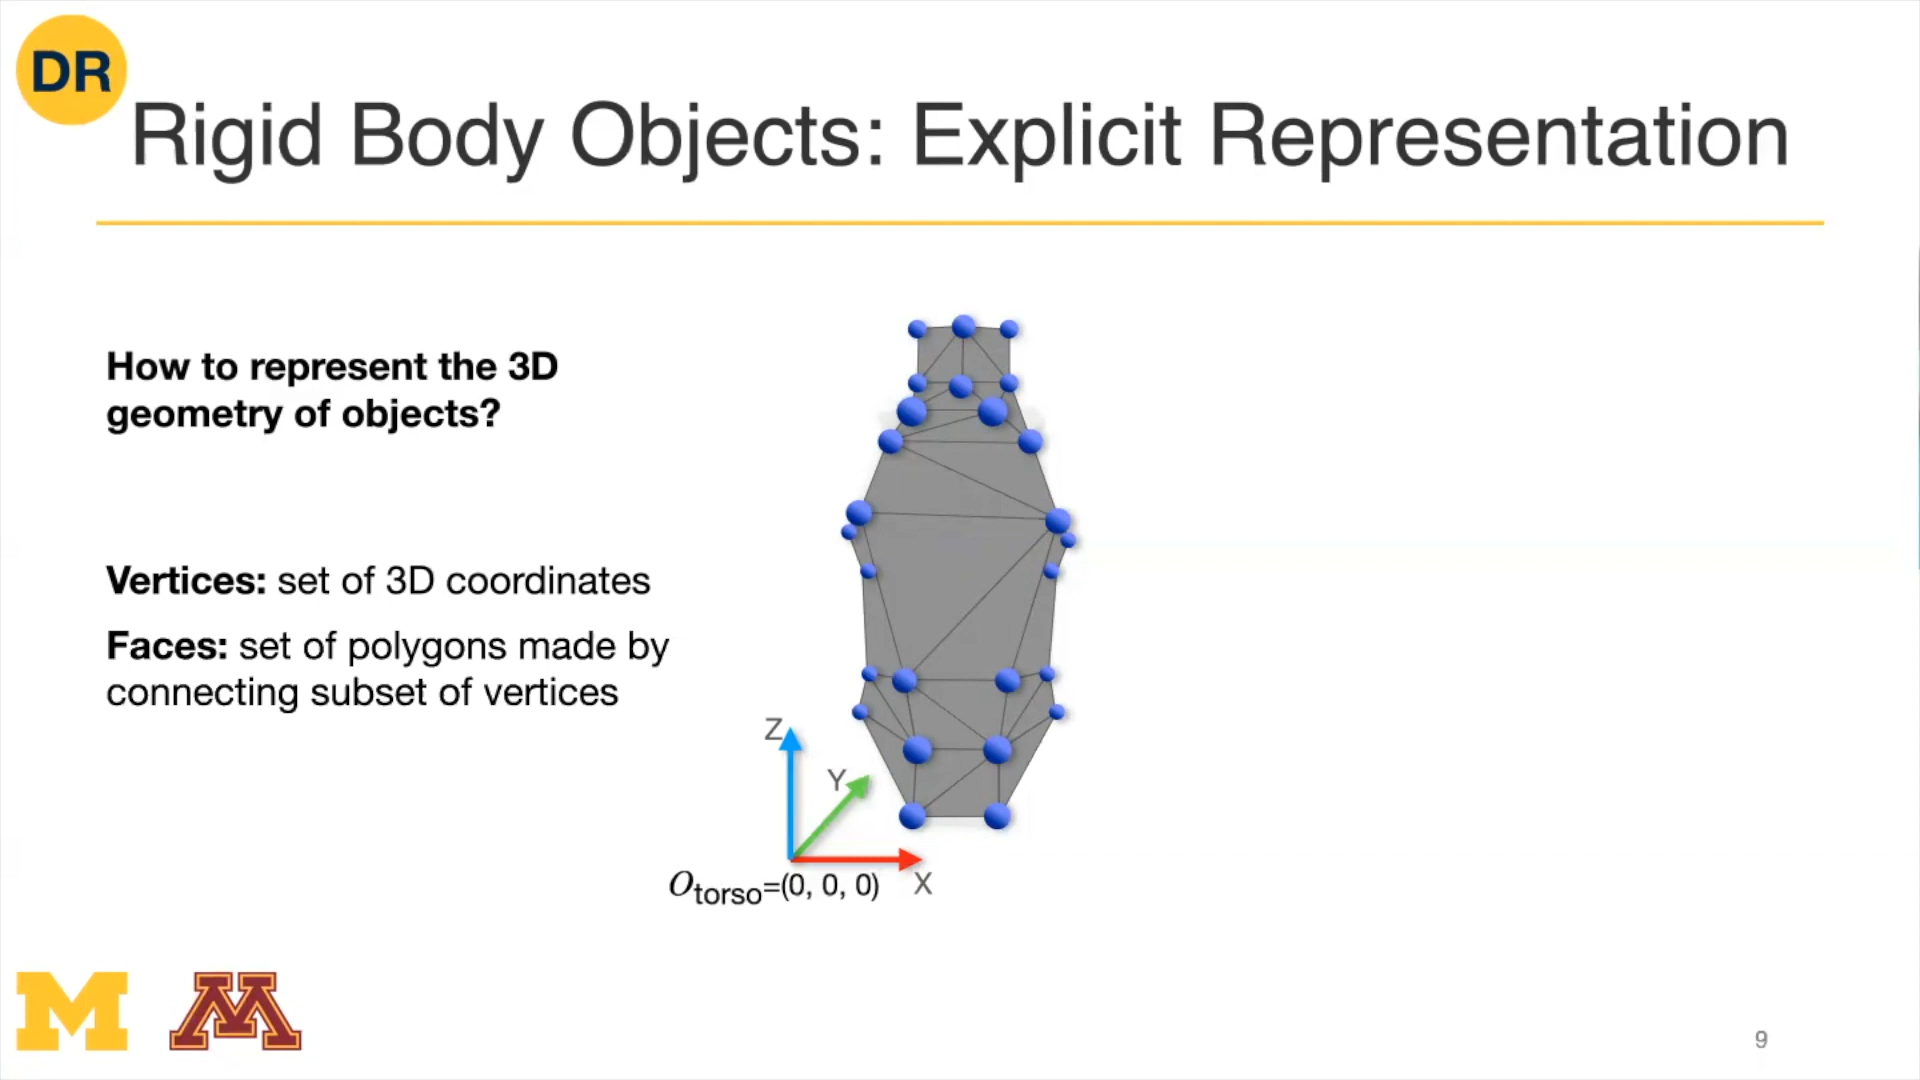 DR
Rigid Body Objects: Explicit Representation
How to represent the 3D
geometry of objects?
Vertices: set of 3D coordinates
Faces: set of polygons made by
connecting subset of vertices
Z
Y
X
Otorso=(0, 0, 0)
M M
9